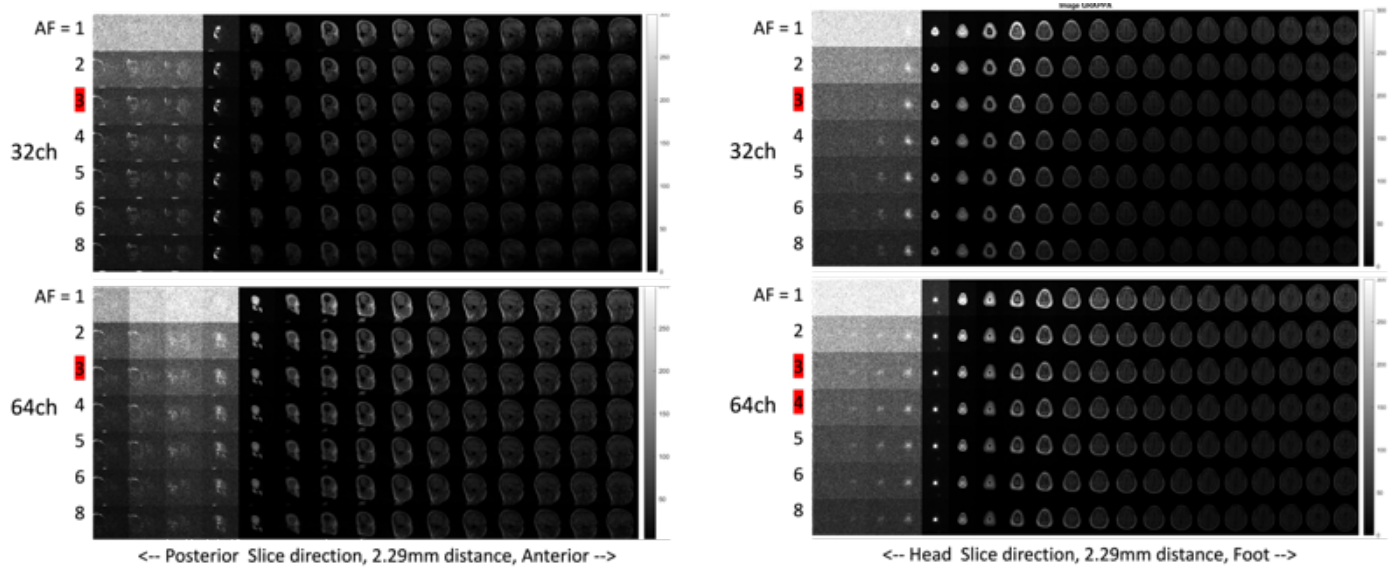 AF = 1
2
3
4
5
6
8
32ch
AF = 1
2
3
4
5
6
8
64ch
<-- Posterior  Slice direction, 2.29mm distance, Anterior -->
Image GRAPPA
AF = 1
2
3
4
5
6
8
32ch
AF = 1
2
3
4
5
6
8
64ch
<-- Head  Slice direction, 2.29mm distance, Foot -->